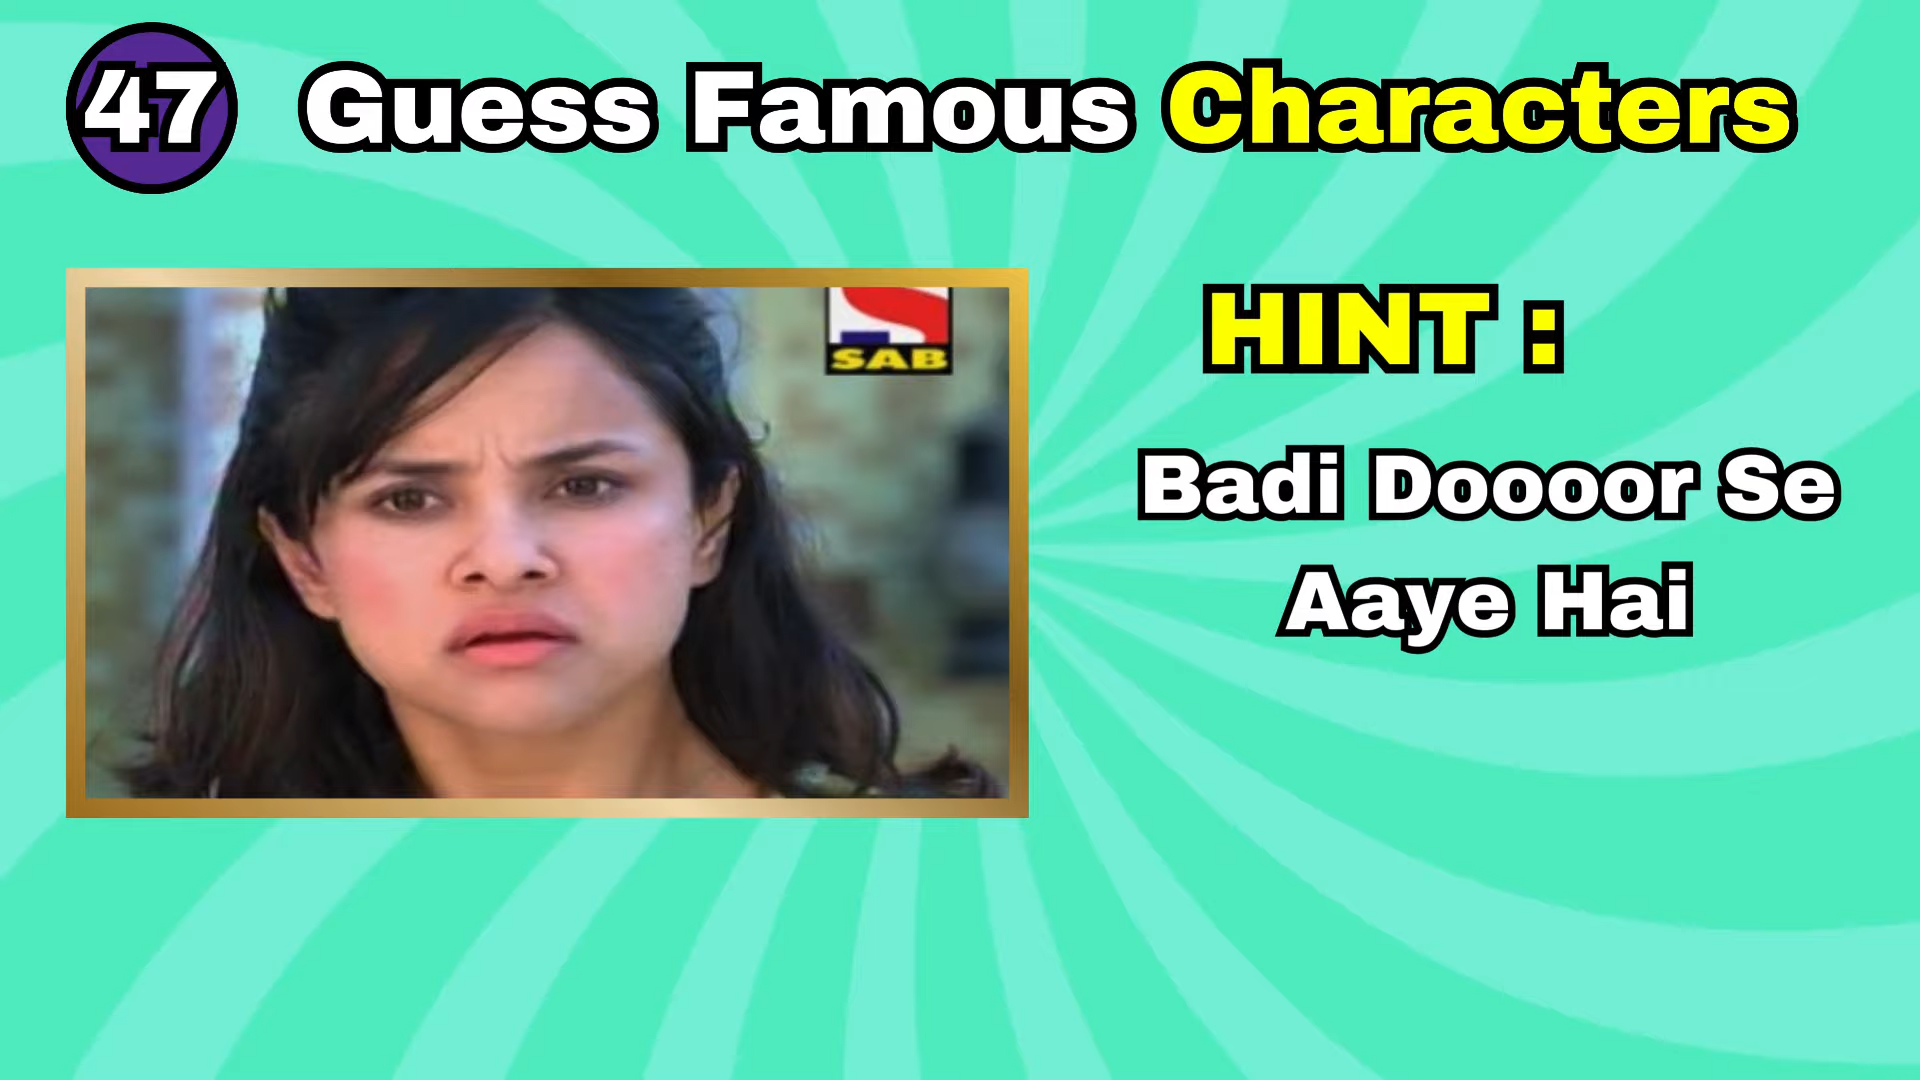 47 Guess Famous Characters
SAB
HINT :
Badi Doooor Se
Aaye Hai